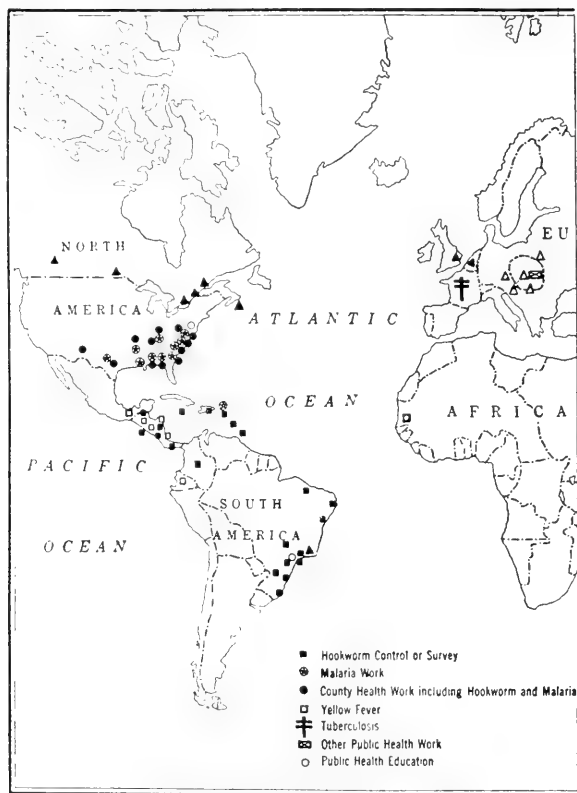 NORTH
EU
AMERICA
ATLANTIC
OCEAN
AFRICA
PACIFIC
SOUTH
AMERICA
OCEAN
Hookworm Control or Survey
Malaria Work
County Health Work including Hookworm and Malaria
Yellow Fever
Tuberculosis
Other Public Health Work
Public Health Education